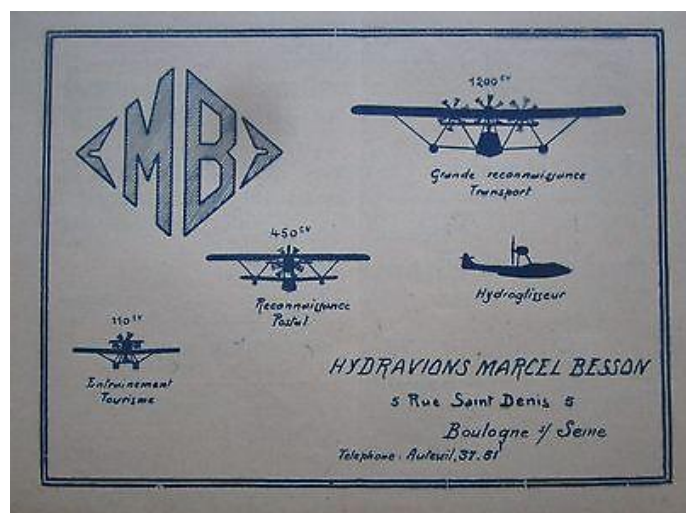 MB
1200 CV
Grande reconnaissance
Transport
450 CV
Reconnaissance
Postal
Hydroglisseur
110 CV
Entrainement
Tourisme
HYDRAVIONS MARCEL BESSON
5 Rue Saint Denis 5
Boulogne s/ Seine
Telephone : Auteuil, 37.61